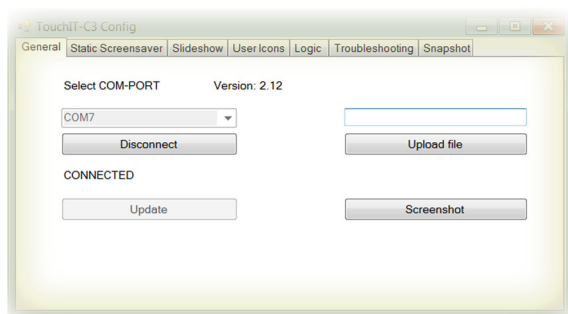 TouchIT-C3 Config
General Static Screensaver Slideshow User Icons Logic Troubleshooting Snapshot
Select COM-PORT Version: 2.12
COM7
Disconnect Upload file
CONNECTED
Update Screenshot